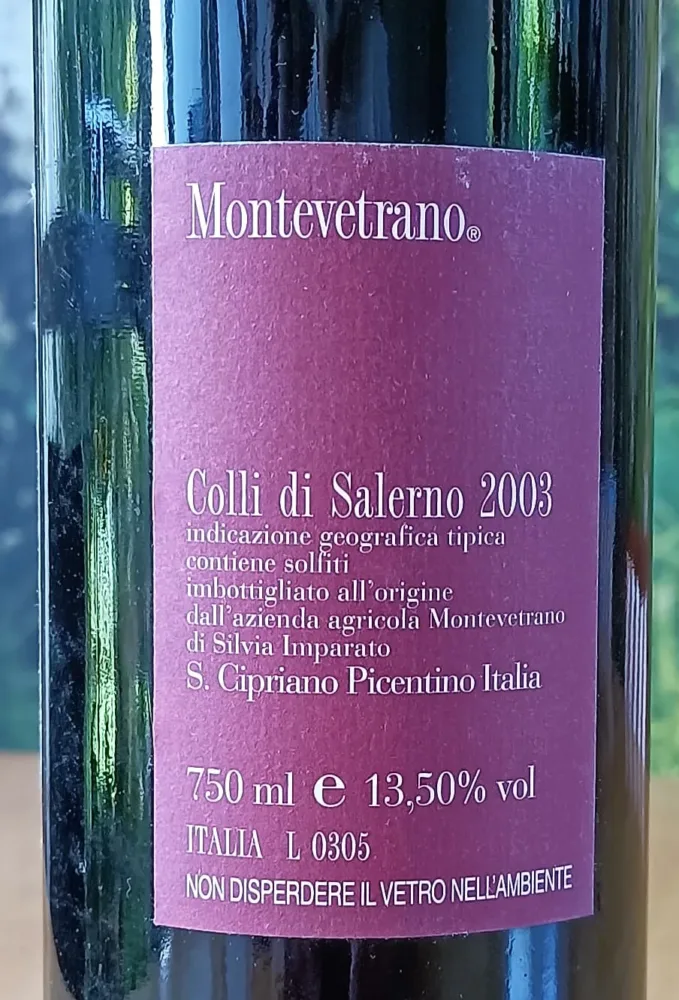 Montevetrano®
Colli di Salerno 2003
indicazione geografica tipica
contiene solfiti
imbottigliato all'origine
dall'azienda agricola Montevetrano
di Silvia Imparato
S. Cipriano Picentino Italia
750 ml e 13,50% vol
ITALIA L 0305
NON DISPERDERE IL VETRO NELL'AMBIENTE